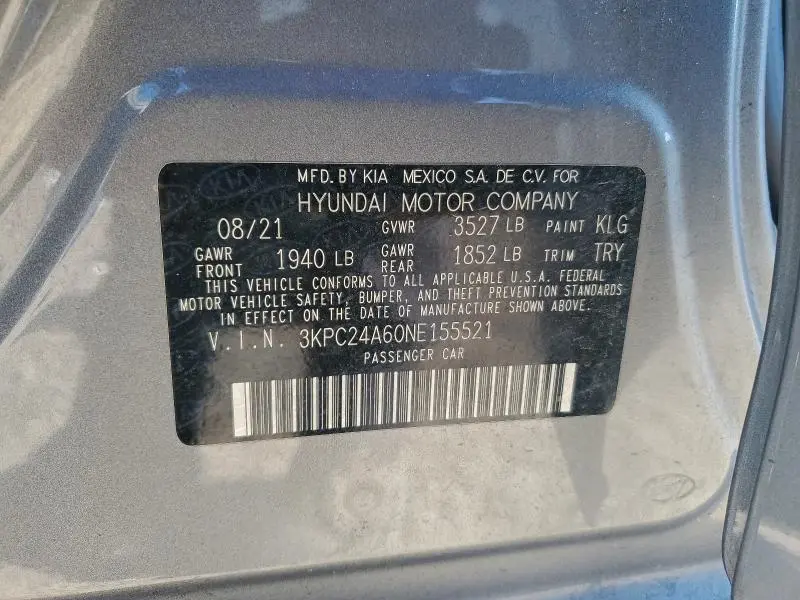 MFD. BY KIA MEXICO S.A. DE C.V. FOR
HYUNDAI MOTOR COMPANY
08/21 GVWR 3527 LB PAINT KLG
GAWR FRONT 1940 LB GAWR REAR 1852 LB TRIM TRY
THIS VEHICLE CONFORMS TO ALL APPLICABLE U.S.A. FEDERAL
MOTOR VEHICLE SAFETY, BUMPER, AND THEFT PREVENTION STANDARDS
IN EFFECT ON THE DATE OF MANUFACTURE SHOWN ABOVE.
V.I.N. 3KPC24A60NE155521
PASSENGER CAR